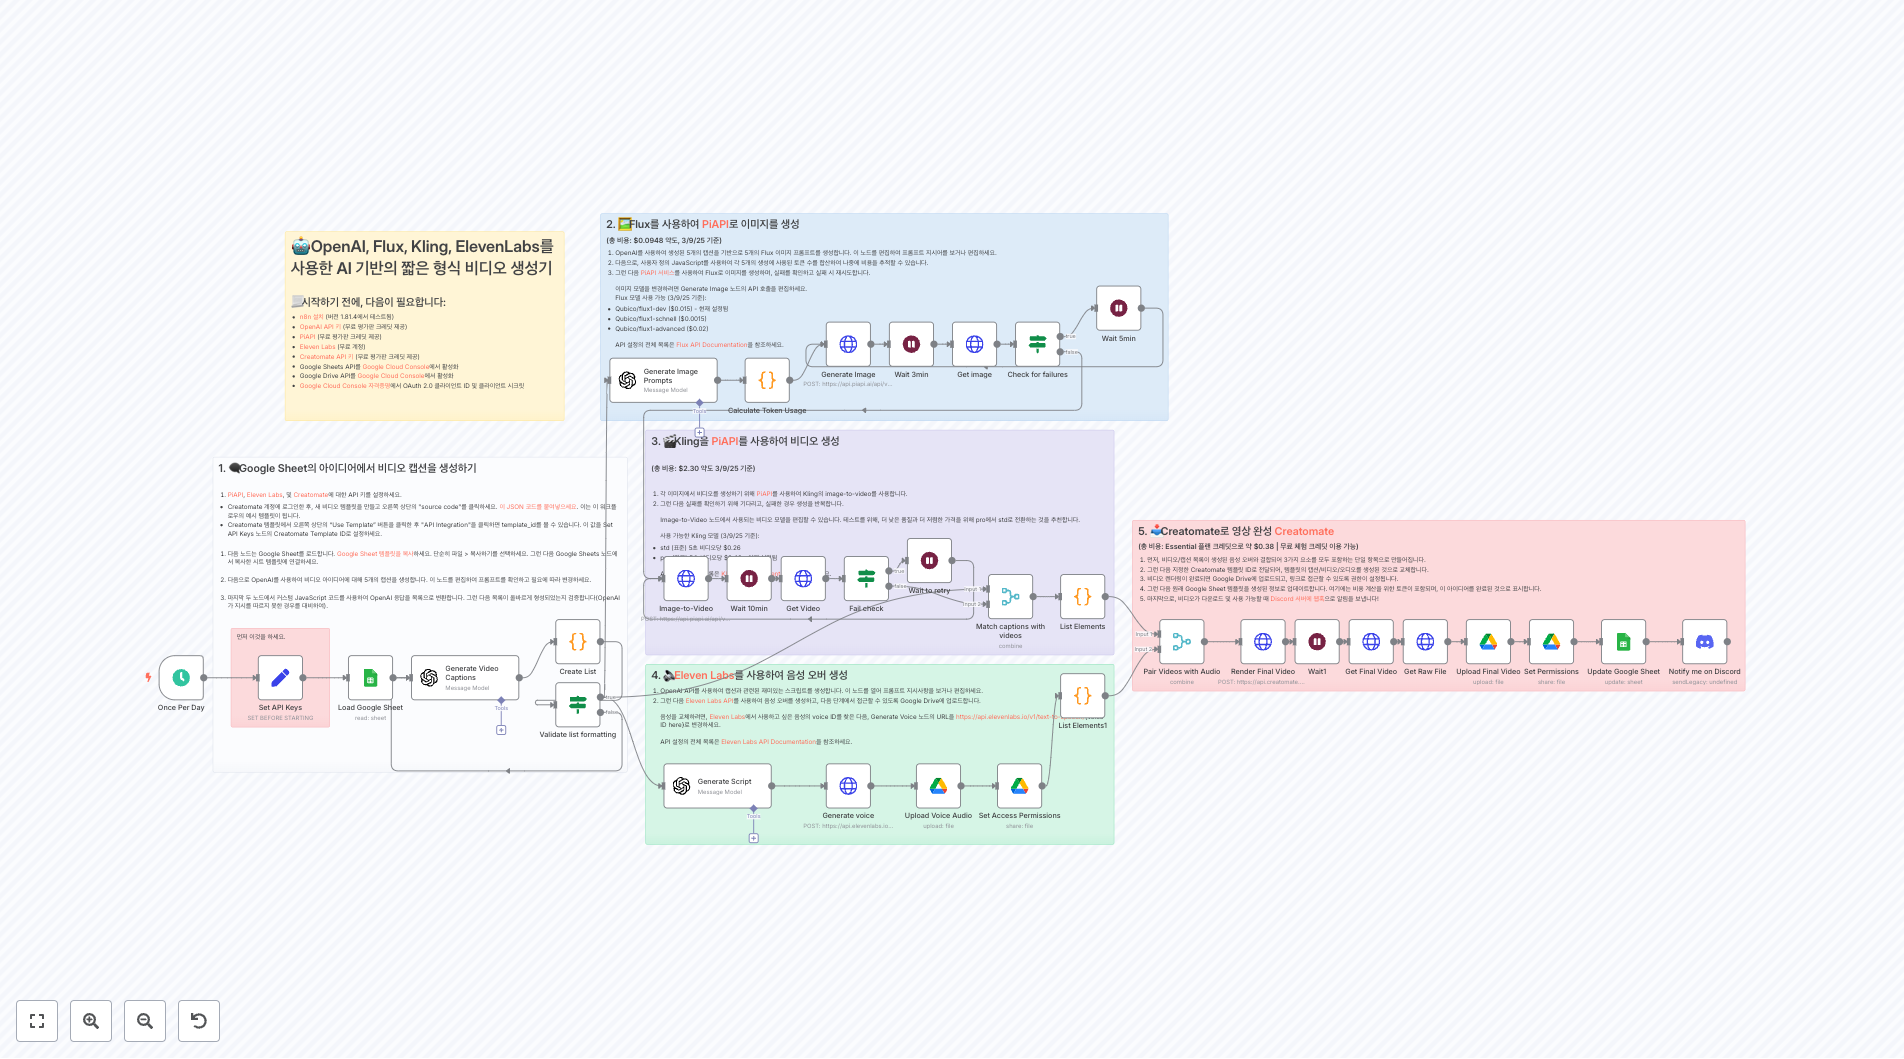 🤖OpenAI, Flux, Kling, ElevenLabs를
사용한 AI 기반의 짧은 형식 비디오 생성기
시작하기 전에, 다음이 필요합니다:
n8n 설치 (버전 1.81.4에서 테스트됨)
OpenAI API 키 (무료 평가판 크레딧 제공)
PiAPI (무료 평가판 크레딧 제공)
Eleven Labs (무료 계정)
Creatomate API 키 (무료 평가판 크레딧 제공)
Google Sheets API를 Google Cloud Console에서 활성화
Google Drive API를 Google Cloud Console에서 활성화
Google Cloud Console 자격증명에서 OAuth 2.0 클라이언트 ID 및 클라이언트 시크릿
1. 🗨Google Sheet의 아이디어에서 비디오 캡션을 생성하기
1. PiAPI, Eleven Labs, 및 Creatomate에 대한 API 키를 설정하세요.
Creatomate 계정에 로그인한 후, 새 비디오 템플릿을 만들고 오른쪽 상단의 "source code"를 클릭하세요. 이 JSON 코드를 붙여넣으세요. 이는 이 워크플
로우의 예시 템플릿이 됩니다.
Creatomate 템플릿에서 오른쪽 상단의 "Use Template" 버튼을 클릭한 후 "API Integration"을 클릭하면 template_id를 볼 수 있습니다. 이 값을 Set
API Keys 노드의 Creatomate Template ID로 설정하세요.
1. 다음 노드는 Google Sheet를 로드합니다. Google Sheet 템플릿을 복사하세요. 단순히 파일 > 복사하기를 선택하세요. 그런 다음 Google Sheets 노드에
서 복사한 시트 템플릿에 연결하세요.
2. 다음으로 OpenAI를 사용하여 비디오 아이디어에 대해 5개의 캡션을 생성합니다. 이 노드를 편집하여 프롬프트를 확인하고 필요에 따라 변경하세요.
3. 마지막 두 노드에서 커스텀 JavaScript 코드를 사용하여 OpenAI 응답을 목록으로 변환합니다. 그런 다음 목록이 올바르게 형성되었는지 검증합니다(OpenAI
가 지시를 따르지 못한 경우를 대비하여).
먼저 이것을 하세요.
Once Per Day
Set API Keys
SET BEFORE STARTING
Load Google Sheet
read: sheet
Generate Video
Captions
Message Model
Tools
Create List
Validate list formatting
true
false
2. 🖼️Flux를 사용하여 PiAPI로 이미지를 생성
(총 비용: $0.0948 약도, 3/9/25 기준)
1. OpenAI를 사용하여 생성된 5개의 캡션을 기반으로 5개의 Flux 이미지 프롬프트를 생성합니다. 이 노드를 편집하여 프롬프트 지시어를 보거나 편집하세요.
2. 다음으로, 사용자 정의 JavaScript를 사용하여 각 5개의 생성에 사용된 토큰 수를 합산하여 나중에 비용을 추적할 수 있습니다.
3. 그런 다음 PiAPI 서비스를 사용하여 Flux로 이미지를 생성하며, 실패를 확인하고 실패 시 재시도합니다.
이미지 모델을 변경하려면 Generate Image 노드의 API 호출을 편집하세요.
Flux 모델 사용 가능 (3/9/25 기준):
Qubico/flux1-dev ($0.015) - 현재 설정됨
Qubico/flux1-schnell ($0.0015)
Qubico/flux1-advanced ($0.02)
API 설정의 전체 목록은 Flux API Documentation을 참조하세요.
Generate Image
Prompts
Message Model
Tools
Calculate Token Usage
Generate Image
POST: https://api.piapi.ai/api/v...
Wait 3min
Get image
Check for failures
true
false
Wait 5min
3. 🎬Kling을 PiAPI를 사용하여 비디오 생성
(총 비용: $2.30 약도 3/9/25 기준)
1. 각 이미지에서 비디오를 생성하기 위해 PiAPI를 사용하여 Kling의 image-to-video를 사용합니다.
2. 그런 다음 실패를 확인하기 위해 기다리고, 실패한 경우 생성을 반복합니다.
Image-to-Video 노드에서 사용되는 비디오 모델을 편집할 수 있습니다. 테스트를 위해, 더 낮은 품질과 더 저렴한 가격을 위해 pro에서 std로 전환하는 것을 추천합니다.
사용 가능한 Kling 모델 (3/9/25 기준):
std (표준) 5초 비디오당 $0.26
Image-to-Video
POST: https://api.piapi.ai/api/v...
Wait 10min
Get Video
Fail check
true
false
Wait to retry
Input 1
Input 2
Match captions with
videos
combine
List Elements
4. 🔊Eleven Labs를 사용하여 음성 오버 생성
1. OpenAI API를 사용하여 캡션과 관련된 재미있는 스크립트를 생성합니다. 이 노드를 열어 프롬프트 지시사항을 보거나 편집하세요.
2. 그런 다음 Eleven Labs API를 사용하여 음성 오버를 생성하고, 다음 단계에서 접근할 수 있도록 Google Drive에 업로드합니다.
음성을 교체하려면, Eleven Labs에서 사용하고 싶은 음성의 voice ID를 찾은 다음, Generate Voice 노드의 URL을 https://api.elevenlabs.io/v1/text-to-
ID here)로 변경하세요.
API 설정의 전체 목록은 Eleven Labs API Documentation을 참조하세요.
List Elements1
Generate Script
Message Model
Tools
Generate voice
POST: https://api.elevenlabs.io...
Upload Voice Audio
upload: file
Set Access Permissions
share: file
5. 📥Creatomate로 영상 완성 Creatomate
(총 비용: Essential 플랜 크레딧으로 약 $0.38 | 무료 체험 크레딧 이용 가능)
1. 먼저, 비디오/캡션 목록이 생성된 음성 오버와 결합되어 3가지 요소를 모두 포함하는 단일 항목으로 만들어집니다.
2. 그런 다음 지정한 Creatomate 템플릿 ID로 전달되어, 템플릿의 캡션/비디오/오디오를 생성된 것으로 교체합니다.
3. 비디오 렌더링이 완료되면 Google Drive에 업로드되고, 링크로 접근할 수 있도록 권한이 설정됩니다.
4. 그런 다음 원래 Google Sheet 템플릿을 생성된 정보로 업데이트합니다. 여기에는 비용 계산을 위한 토큰이 포함되며, 이 아이디어를 완료된 것으로 표시합니다.
5. 마지막으로, 비디오가 다운로드 및 사용 가능할 때 Discord 서버에 웹훅으로 알림을 보냅니다!
Input 1
Input 2
Pair Videos with Audio
combine
Render Final Video
POST: https://api.creatomate...
Wait1
Get Final Video
Get Raw File
Upload Final Video
upload: file
Set Permissions
share: file
Update Google Sheet
update: sheet
Notify me on Discord
sendLegacy: undefined